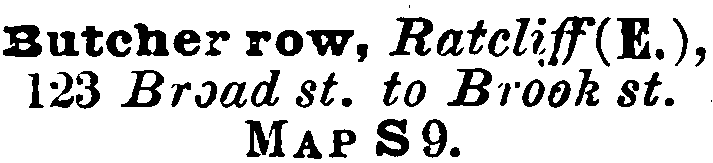 Butcher row, Ratcliff (E.),
123 Broad st. to Brook st.
MAP S 9.